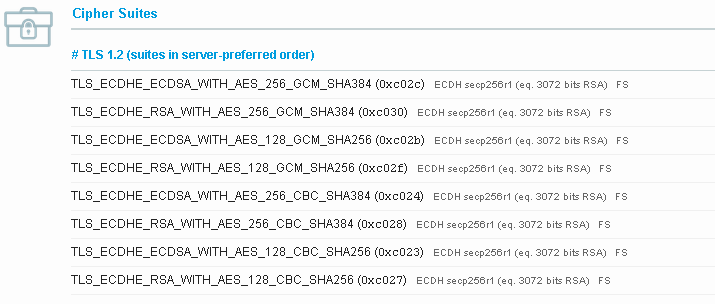 Cipher Suites
# TLS 1.2 (suites in server-preferred order)
TLS_ECDHE_ECDSA_WITH_AES_256_GCM_SHA384 (0xc02c) ECDH secp256r1 (eq. 3072 bits RSA) FS
TLS_ECDHE_RSA_WITH_AES_256_GCM_SHA384 (0xc030) ECDH secp256r1 (eq. 3072 bits RSA) FS
TLS_ECDHE_ECDSA_WITH_AES_128_GCM_SHA256 (0xc02b) ECDH secp256r1 (eq. 3072 bits RSA) FS
TLS_ECDHE_RSA_WITH_AES_128_GCM_SHA256 (0xc02f) ECDH secp256r1 (eq. 3072 bits RSA) FS
TLS_ECDHE_ECDSA_WITH_AES_256_CBC_SHA384 (0xc024) ECDH secp256r1 (eq. 3072 bits RSA) FS
TLS_ECDHE_RSA_WITH_AES_256_CBC_SHA384 (0xc028) ECDH secp256r1 (eq. 3072 bits RSA) FS
TLS_ECDHE_ECDSA_WITH_AES_128_CBC_SHA256 (0xc023) ECDH secp256r1 (eq. 3072 bits RSA) FS
TLS_ECDHE_RSA_WITH_AES_128_CBC_SHA256 (0xc027) ECDH secp256r1 (eq. 3072 bits RSA) FS